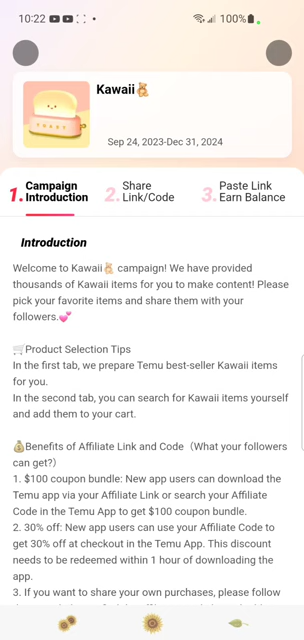 10:22
100%
Kawaii🧸
Sep 24, 2023-Dec 31, 2024
1. Campaign Introduction
2. Share Link/Code
3. Paste Link Earn Balance
Introduction
Welcome to Kawaii🧸 campaign! We have provided
thousands of Kawaii items for you to make content! Please
pick your favorite items and share them with your
followers.💕
🛒Product Selection Tips
In the first tab, we prepare Temu best-seller Kawaii items
for you.
In the second tab, you can search for Kawaii items yourself
and add them to your cart.
💰Benefits of Affiliate Link and Code（What your followers
can get?）
1. $100 coupon bundle: New app users can download the
Temu app via your Affiliate Link or search your Affiliate
Code in the Temu App to get $100 coupon bundle.
2. 30% off: New app users can use your Affiliate Code to
get 30% off at checkout in the Temu App. This discount
needs to be redeemed within 1 hour of downloading the
app.
3. If you want to share your own purchases, please follow